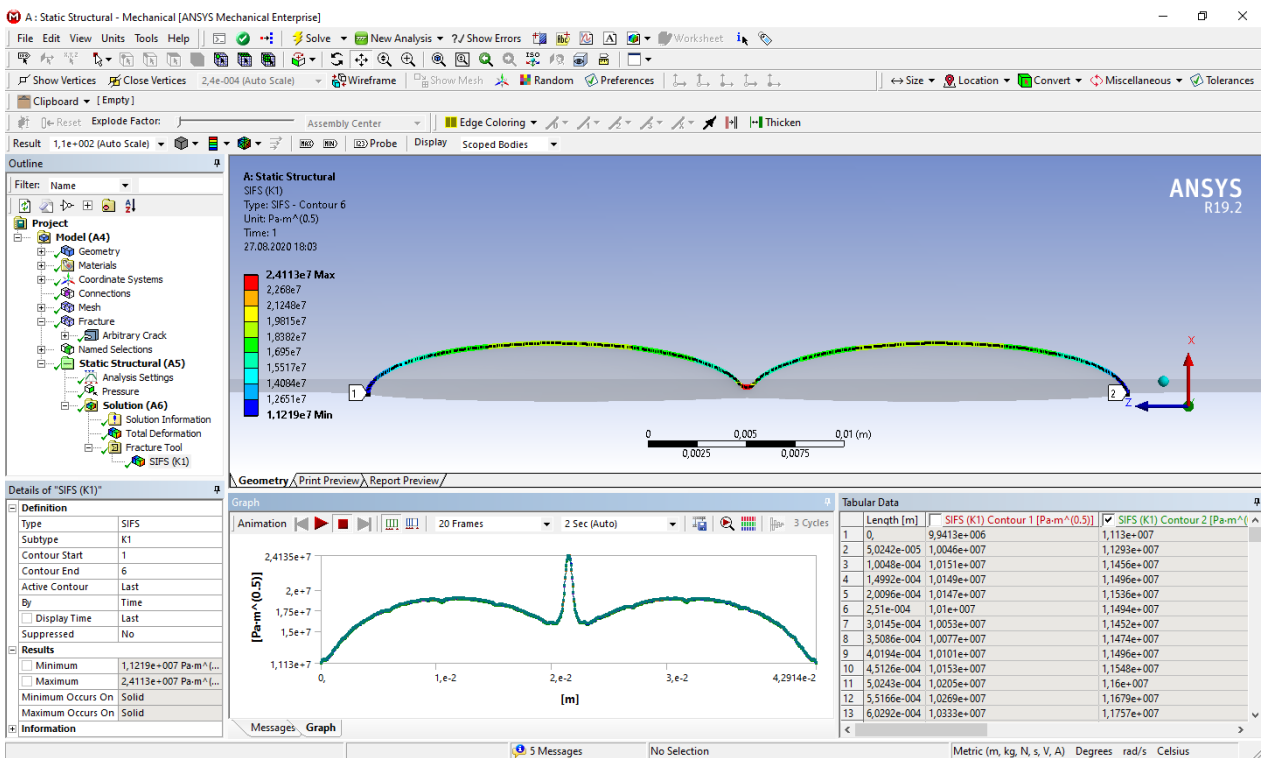 A : Static Structural - Mechanical [ANSYS Mechanical Enterprise]
File Edit View Units Tools Help Solve New Analysis ?/ Show Errors Worksheet
Show Vertices Close Vertices 2,4e-004 (Auto Scale) Wireframe Show Mesh Random Preferences Size Location Convert Miscellaneous Tolerances
Clipboard [Empty]
Reset Explode Factor: Assembly Center Edge Coloring Thicken
Result 1,1e+002 (Auto Scale) Probe Display Scoped Bodies
Outline
Filter: Name
Project
Model (A4)
Geometry
Materials
Coordinate Systems
Connections
Mesh
Fracture
Arbitrary Crack
Named Selections
Static Structural (A5)
Analysis Settings
Pressure
Solution (A6)
Solution Information
Total Deformation
Fracture Tool
SIFS (K1)
A: Static Structural
SIFS (K1)
Type: SIFS - Contour 6
Unit: Pa·m^(0.5)
Time: 1
27.08.2020 18:03
2,4113e7 Max
2,268e7
2,1248e7
1,9815e7
1,8382e7
1,695e7
1,5517e7
1,4084e7
1,2651e7
1,1219e7 Min
ANSYS
R19.2
1
2
X
Z
0 0,005 0,01 (m)
0,0025 0,0075
Geometry Print Preview Report Preview
Details of "SIFS (K1)"
Definition
Type SIFS
Subtype K1
Contour Start 1
Contour End 6
Active Contour Last
By Time
Display Time Last
Suppressed No
Results
Minimum 1,1219e+007 Pa·m^(...
Maximum 2,4113e+007 Pa·m^(...
Minimum Occurs On Solid
Maximum Occurs On Solid
Information
Graph
Animation 20 Frames 2 Sec (Auto) 3 Cycles
2,4135e+7
2,e+7
1,75e+7
1,5e+7
1,113e+7
[Pa·m^(0.5)]
0, 1,e-2 2,e-2 3,e-2 4,2914e-2
[m]
Messages Graph
Tabular Data
Length [m] SIFS (K1) Contour 1 [Pa·m^(0.5)] SIFS (K1) Contour 2 [Pa·m^(
1 0, 9,9413e+006 1,113e+007
2 5,0242e-005 1,0046e+007 1,1293e+007
3 1,0048e-004 1,0151e+007 1,1456e+007
4 1,4992e-004 1,0149e+007 1,1496e+007
5 2,0096e-004 1,0147e+007 1,1536e+007
6 2,51e-004 1,01e+007 1,1494e+007
7 3,0145e-004 1,0053e+007 1,1452e+007
8 3,5086e-004 1,0077e+007 1,1474e+007
9 4,0194e-004 1,0101e+007 1,1496e+007
10 4,5126e-004 1,0153e+007 1,1548e+007
11 5,0243e-004 1,0205e+007 1,16e+007
12 5,5166e-004 1,0269e+007 1,1679e+007
13 6,0292e-004 1,0333e+007 1,1757e+007
5 Messages No Selection Metric (m, kg, N, s, V, A) Degrees rad/s Celsius